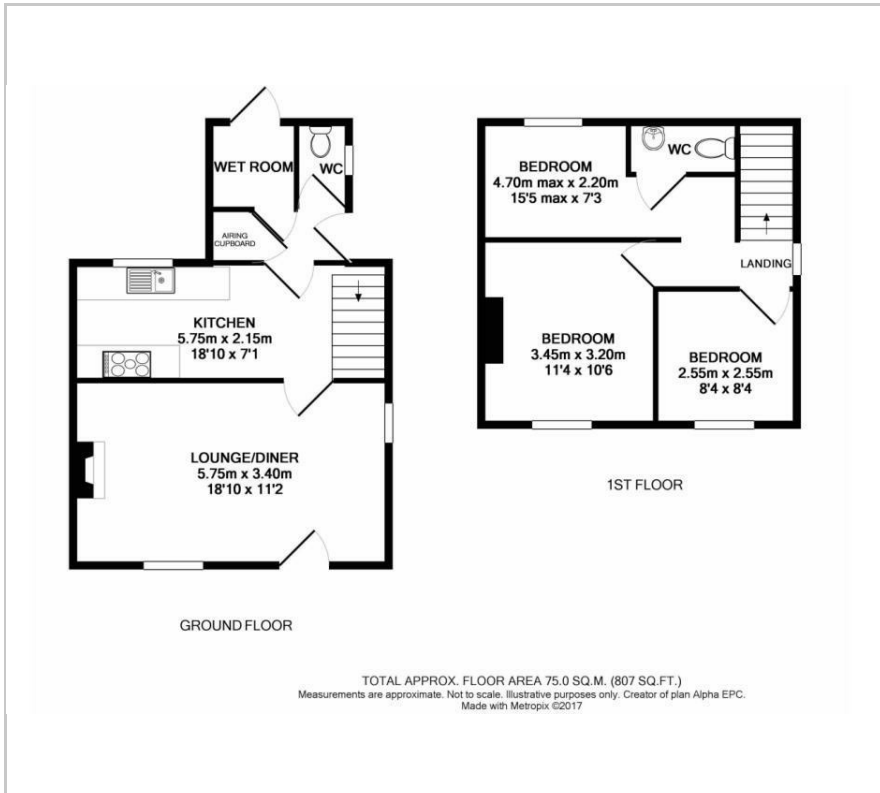 WET ROOM
WC
AIRING
CUPBOARD
KITCHEN
5.75m x 2.15m
18'10 x 7'1
LOUNGE/DINER
5.75m x 3.40m
18'10 x 11'2
GROUND FLOOR
BEDROOM
4.70m max x 2.20m
15'5 max x 7'3
WC
LANDING
BEDROOM
3.45m x 3.20m
11'4 x 10'6
BEDROOM
2.55m x 2.55m
8'4 x 8'4
1ST FLOOR
TOTAL APPROX. FLOOR AREA 75.0 SQ.M. (807 SQ.FT.)
Measurements are approximate. Not to scale. Illustrative purposes only. Creator of plan Alpha EPC.
Made with Metropix ©2017